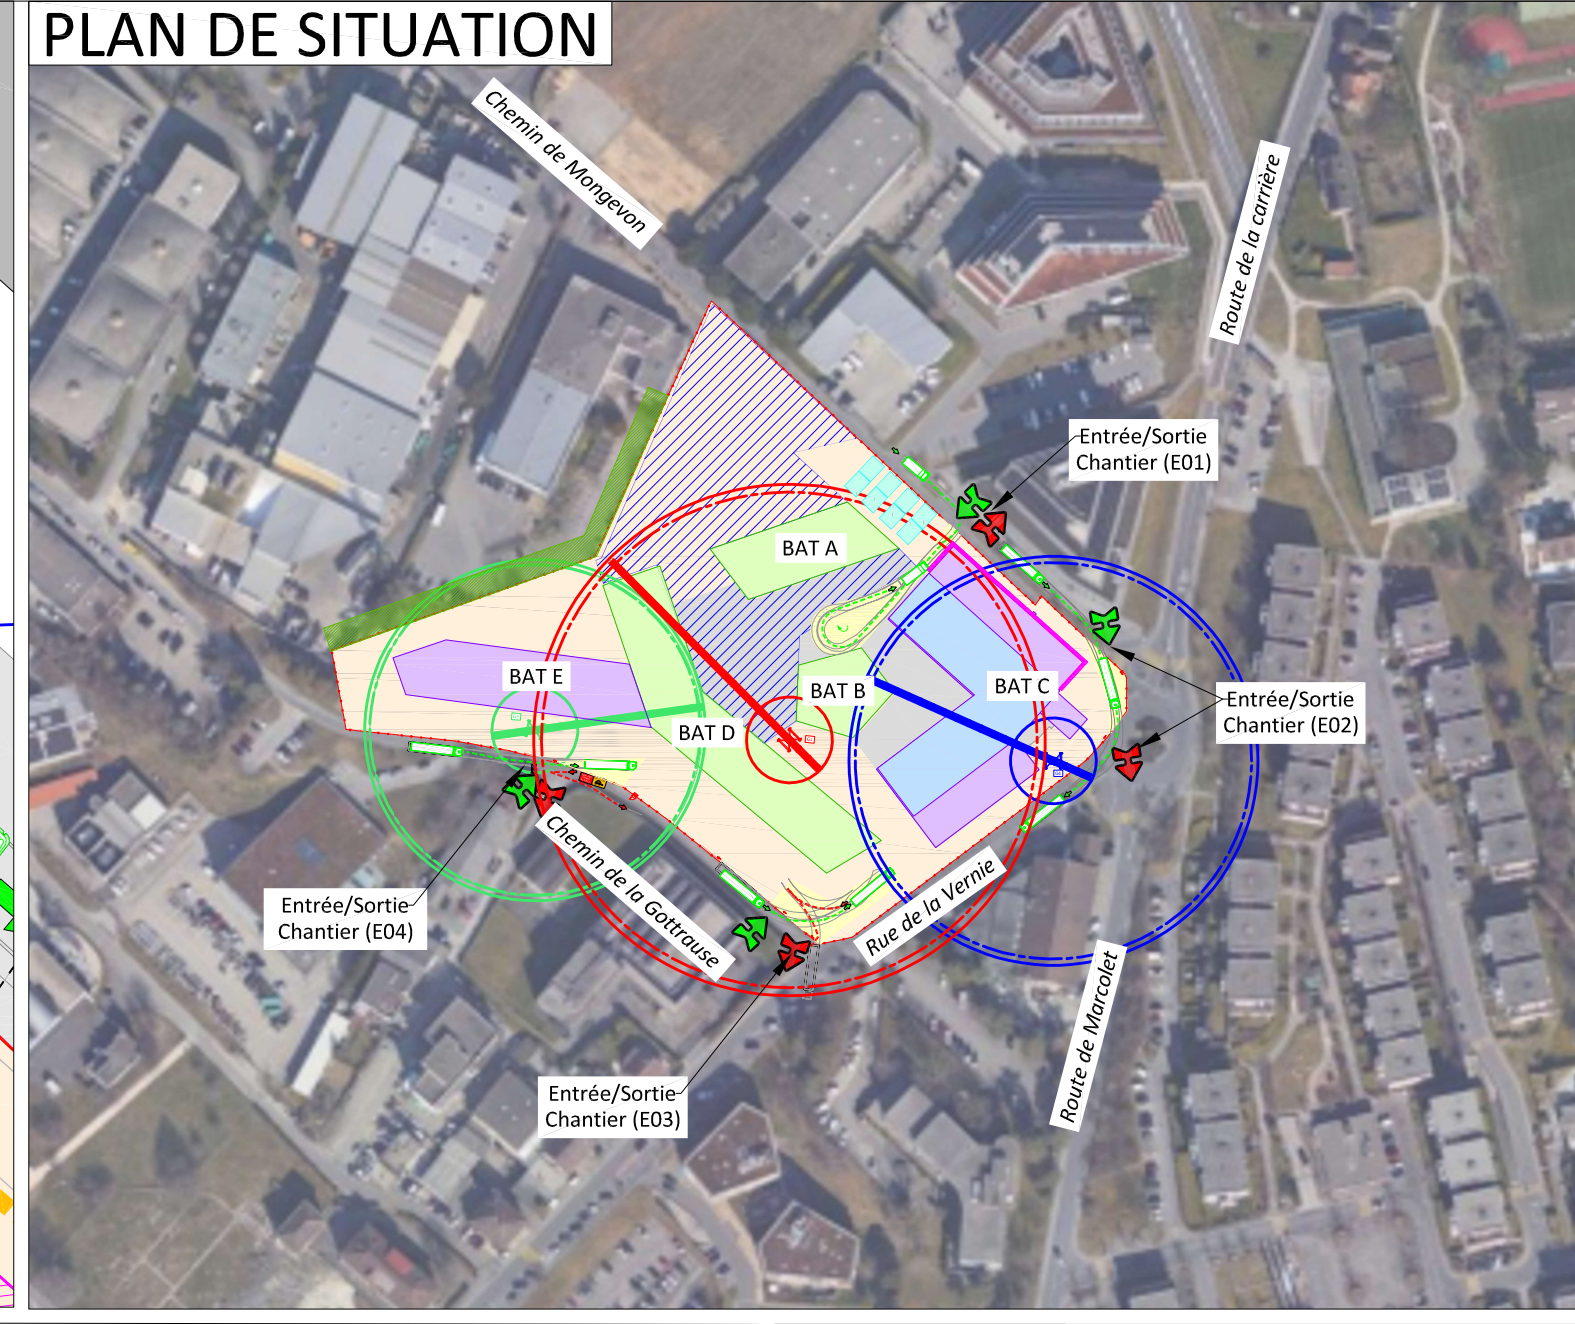 PLAN DE SITUATION
Chemin de Mongevon
Route de la carrière
Entrée/Sortie
Chantier (E01)
BAT A
BAT E
BAT B
BAT C
Entrée/Sortie
Chantier (E02)
BAT D
Chemin de la Gottrause
Rue de la Vernie
Entrée/Sortie
Chantier (E04)
Route de Marcolet
Entrée/Sortie
Chantier (E03)